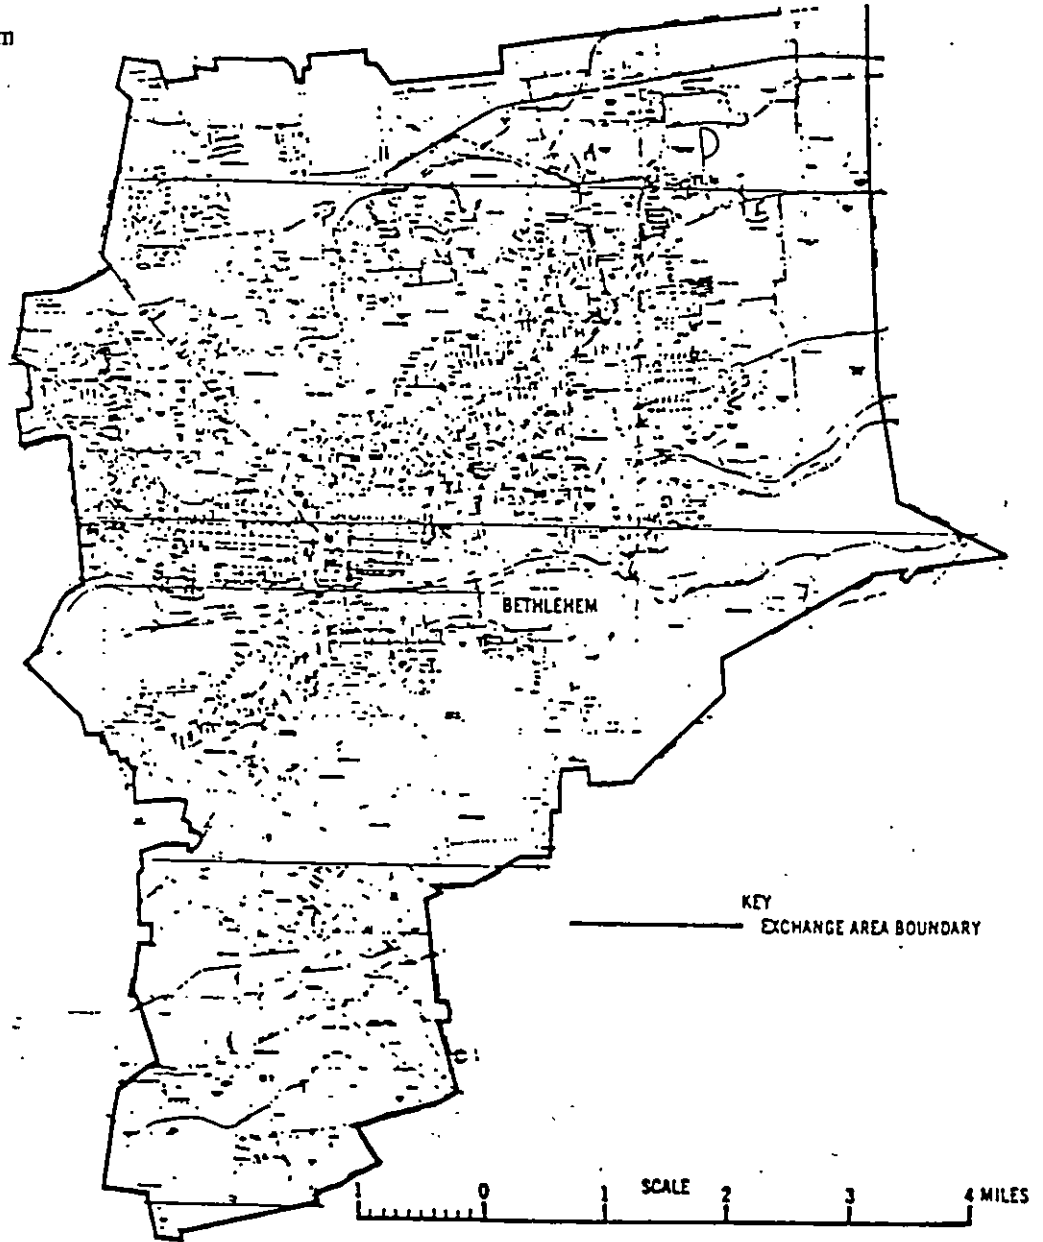 m
BETHLEHEM
KEY
EXCHANGE AREA BOUNDARY
SCALE
1 0 1 2 3 4 MILES